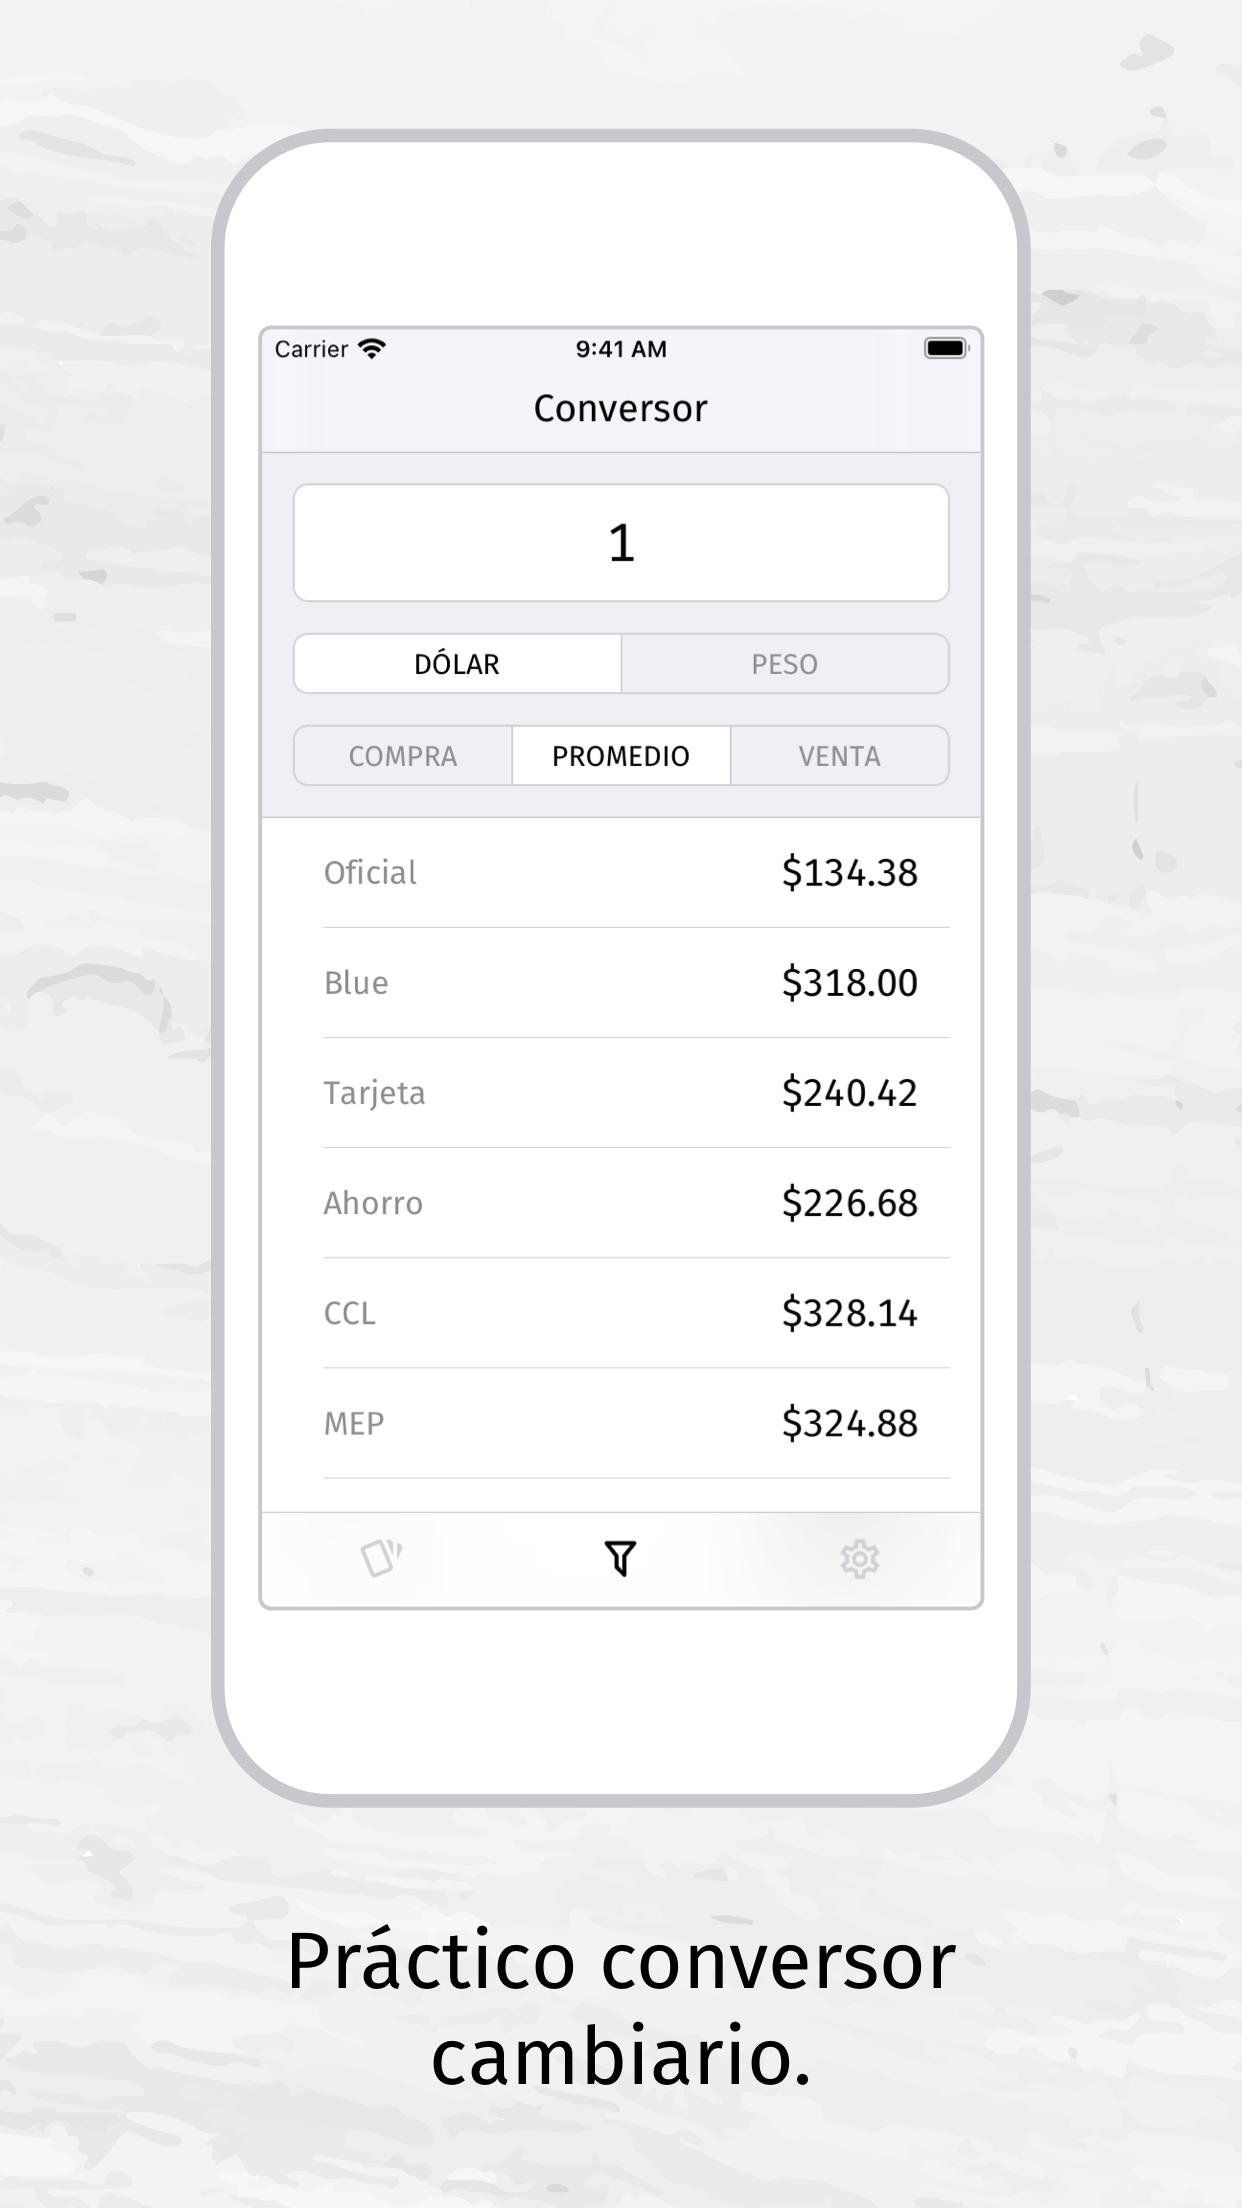 Carrier 9:41 AM
Conversor
1
DÓLAR PESO
COMPRA PROMEDIO VENTA
Oficial $134.38
Blue $318.00
Tarjeta $240.42
Ahorro $226.68
CCL $328.14
MEP $324.88
Práctico conversor
cambiario.